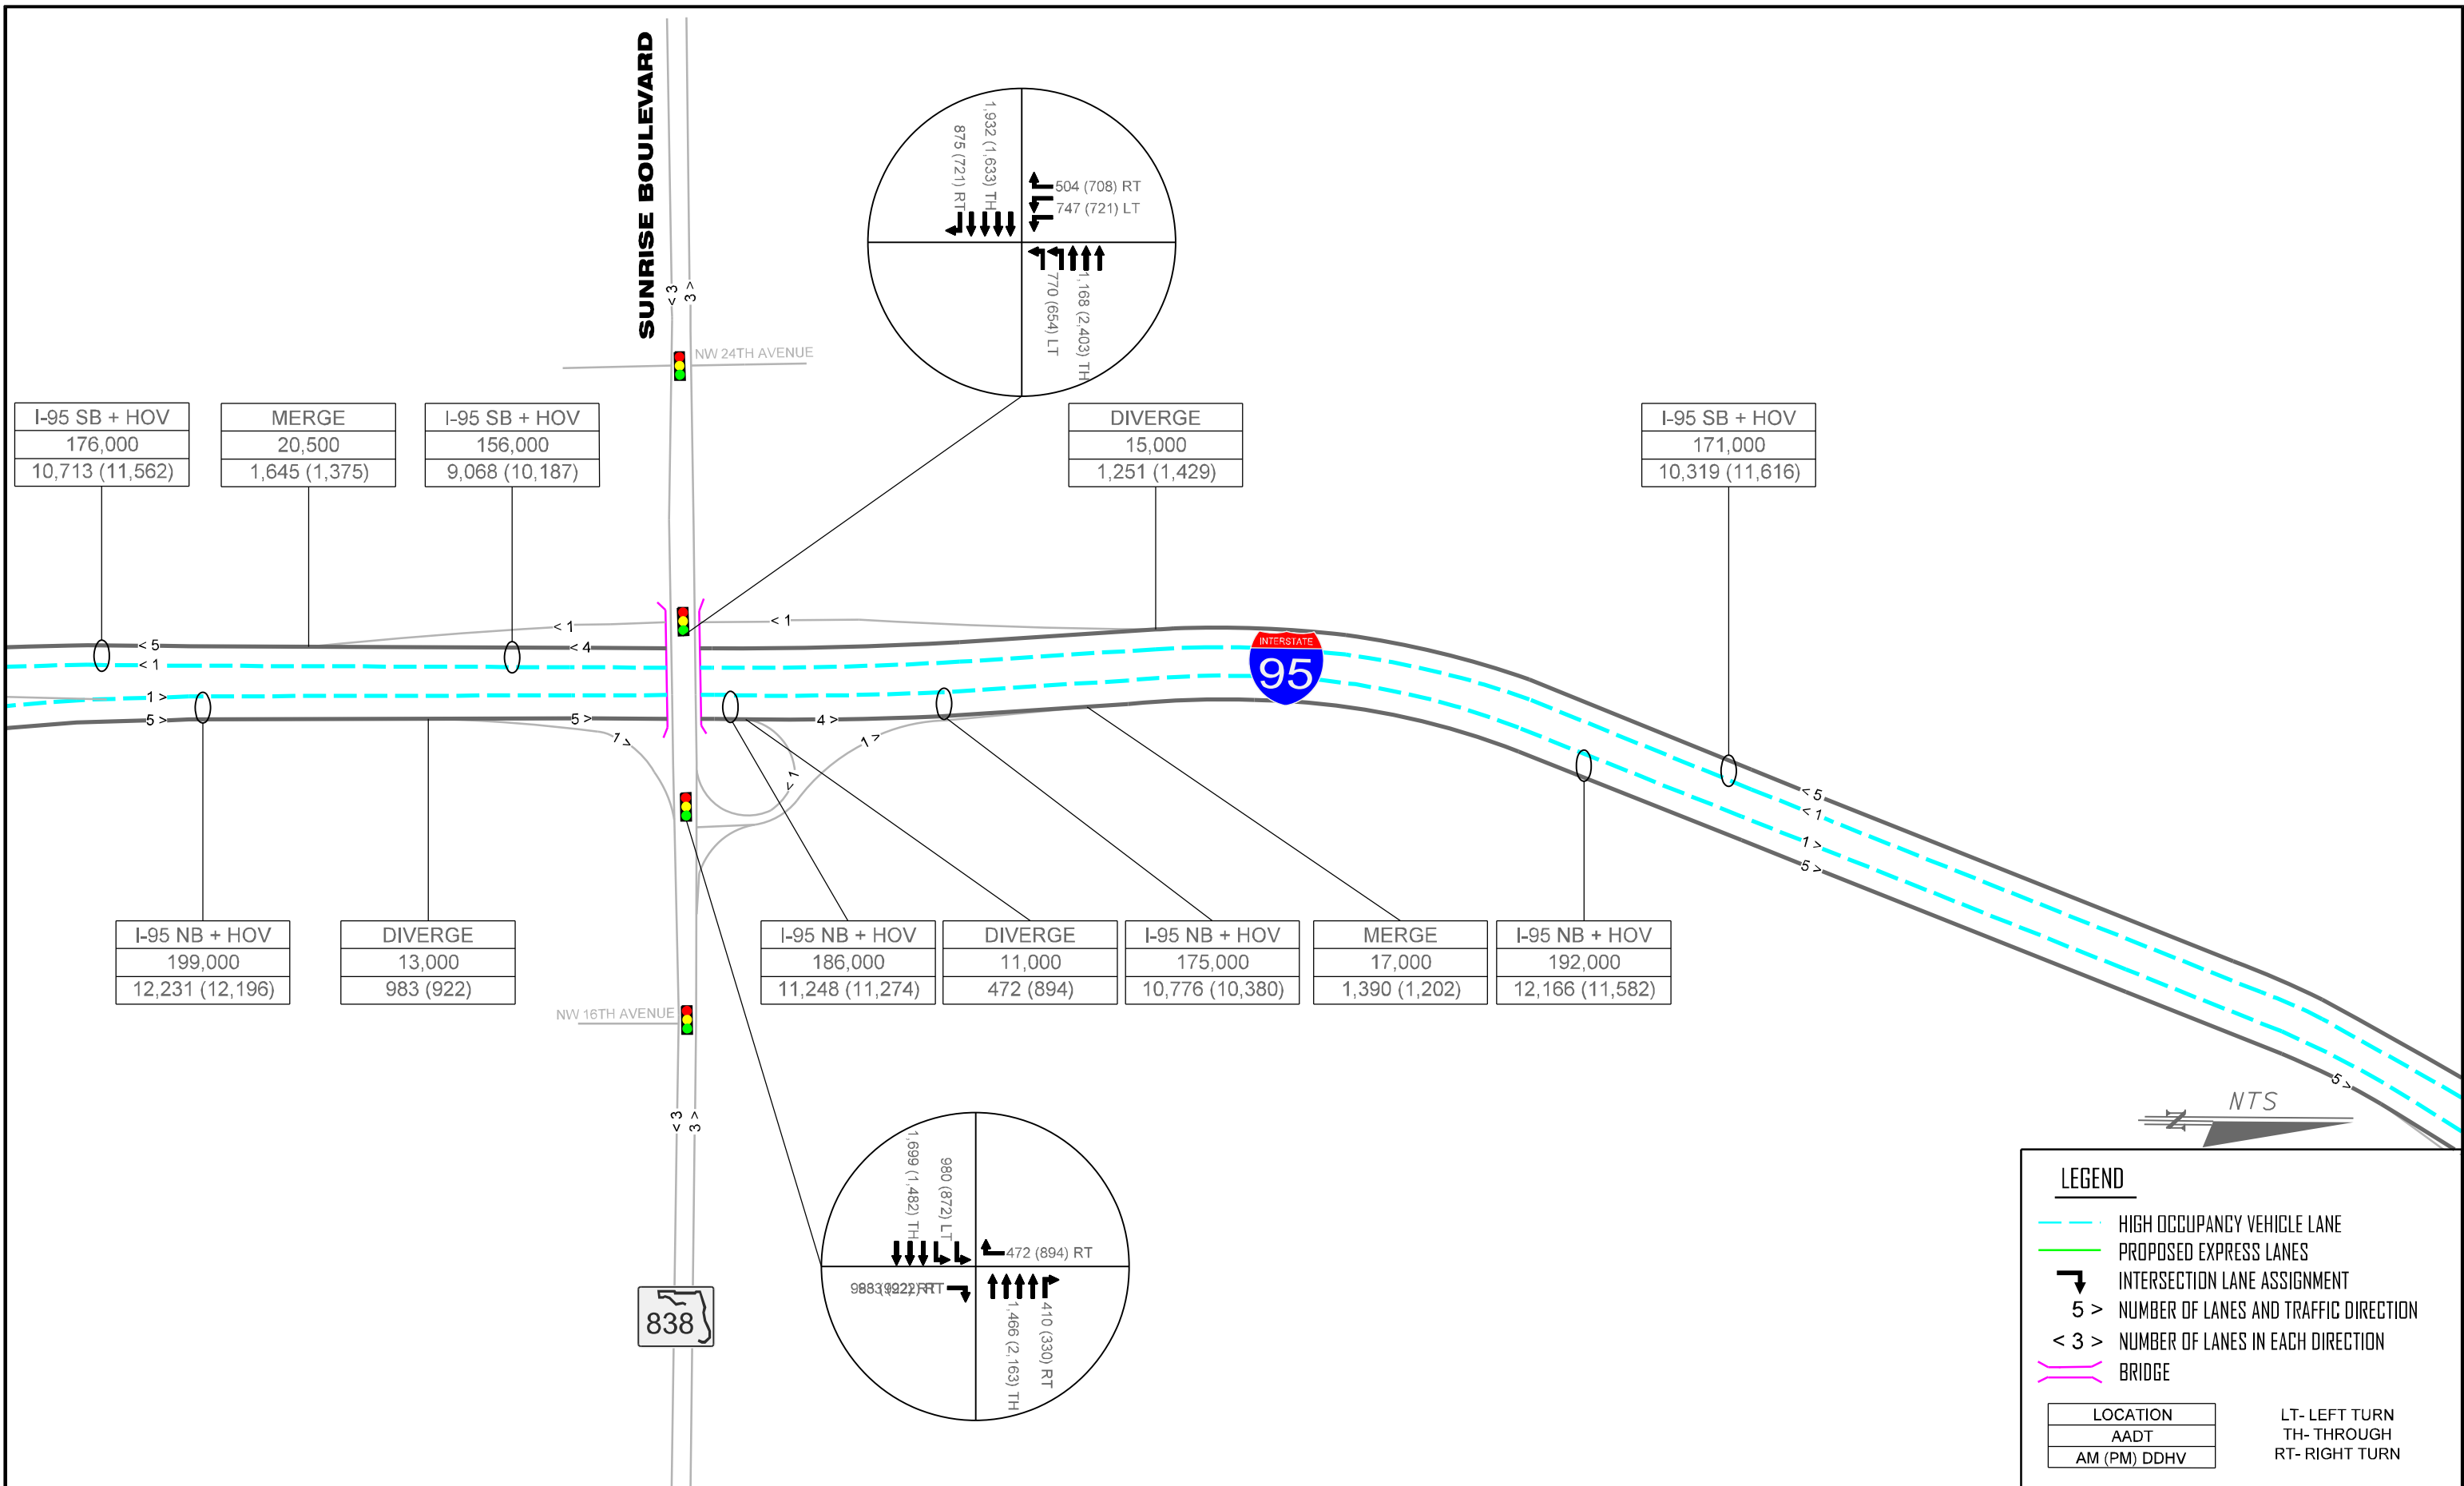 SUNRISE BOULEVARD
< 3
3 >
NW 24TH AVENUE
1,932 (1,633) TH
875 (721) RT
504 (708) RT
747 (721) LT
770 (654) LT
1,168 (2,403) TH
I-95 SB + HOV
176,000
10,713 (11,562)
MERGE
20,500
1,645 (1,375)
I-95 SB + HOV
156,000
9,068 (10,187)
DIVERGE
15,000
1,251 (1,429)
I-95 SB + HOV
171,000
10,319 (11,616)
< 1
< 1
< 5
< 4
< 1
1 >
5 >
5 >
4 >
1 >
1 >
< 1
INTERSTATE
95
< 5
< 1
1 >
5 >
5 >
I-95 NB + HOV
199,000
12,231 (12,196)
DIVERGE
13,000
983 (922)
I-95 NB + HOV
186,000
11,248 (11,274)
DIVERGE
11,000
472 (894)
I-95 NB + HOV
175,000
10,776 (10,380)
MERGE
17,000
1,390 (1,202)
I-95 NB + HOV
192,000
12,166 (11,582)
NW 16TH AVENUE
< 3
3 >
1,699 (1,482) TH
980 (872) LT
472 (894) RT
983 (922) RT
1,466 (2,163) TH
410 (330) RT
838
NTS
N
LEGEND
HIGH OCCUPANCY VEHICLE LANE
PROPOSED EXPRESS LANES
INTERSECTION LANE ASSIGNMENT
5 > NUMBER OF LANES AND TRAFFIC DIRECTION
< 3 > NUMBER OF LANES IN EACH DIRECTION
BRIDGE
LOCATION
AADT
AM (PM) DDHV
LT- LEFT TURN
TH- THROUGH
RT- RIGHT TURN